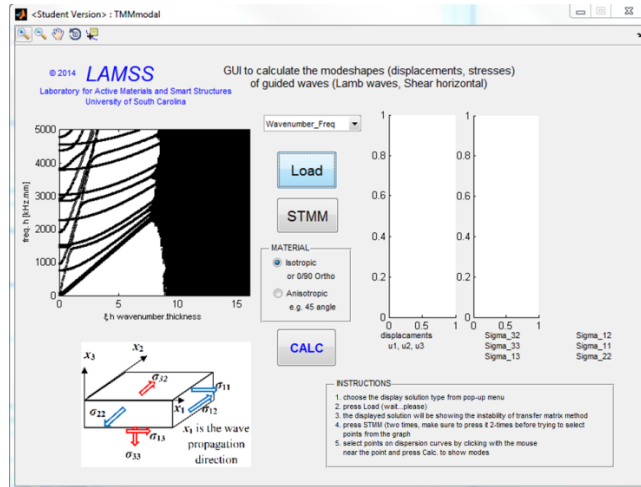 <Student Version> : TMMmodal
© 2014 LAMSS
Laboratory for Active Materials and Smart Structures
University of South Carolina
GUI to calculate the modeshapes (displacements, stresses)
of guided waves (Lamb waves, Shear horizontal)
5000
4000
3000
2000
1000
0
freq. h [kHz.mm]
0 5 10 15
ξ.h wavenumber.thickness
Wavenumber_Freq
Load
STMM
MATERIAL
Isotropic
or 0/90 Ortho
Anisotropic
e.g. 45 angle
CALC
1
0.8
0.6
0.4
0.2
0
0 0.5 1
displacaments
u1, u2, u3
1
0.8
0.6
0.4
0.2
0
0 0.5 1
Sigma_32
Sigma_33
Sigma_13
Sigma_12
Sigma_11
Sigma_22
x3
x2
σ32
σ11
σ22
x1
σ12
σ13
σ33
x1 is the wave
propagation
direction
INSTRUCTIONS
1. choose the display solution type from pop-up menu
2. press Load (wait...please)
3. the displayed solution will be showing the instability of transfer matrix method
4. press STMM (two times, make sure to press it 2-times before trying to select
points from the graph
5. select points on dispersion curves by clicking with the mouse
near the point and press Calc. to show modes